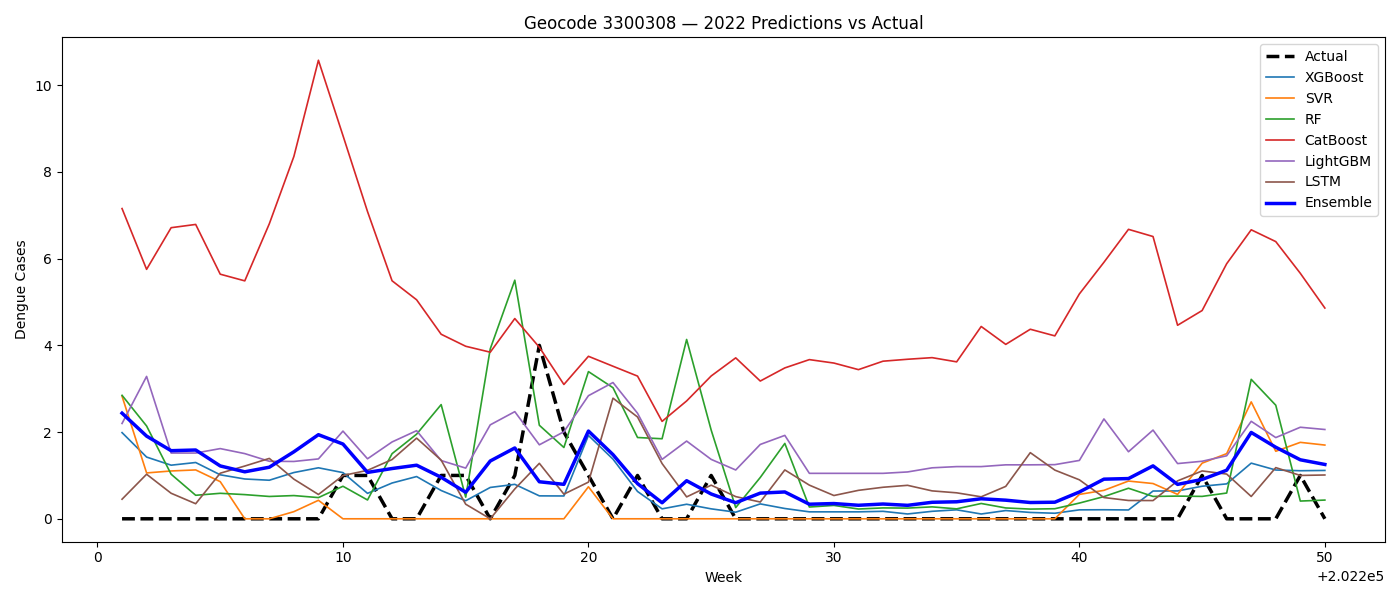 Geocode 3300308 — 2022 Predictions vs Actual
Dengue Cases
10
8
6
4
2
0
0
10
20
30
40
50
+2.022e5
Week
Actual
XGBoost
SVR
RF
CatBoost
LightGBM
LSTM
Ensemble